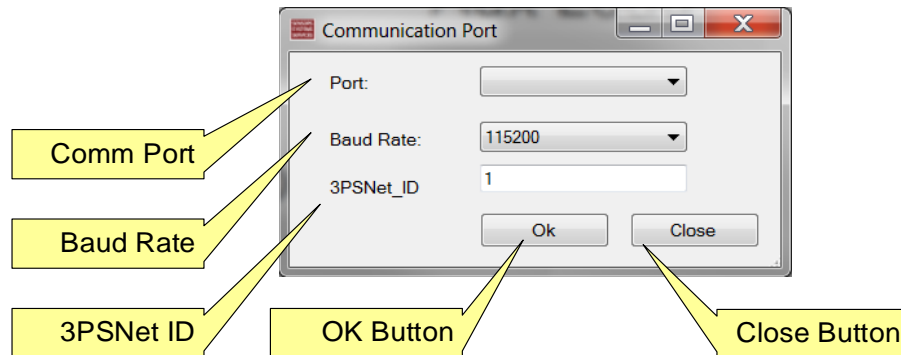 Communication Port
Port:
Comm Port
Baud Rate:
115200
3PSNet_ID
1
Baud Rate
Ok
Close
3PSNet ID
OK Button
Close Button